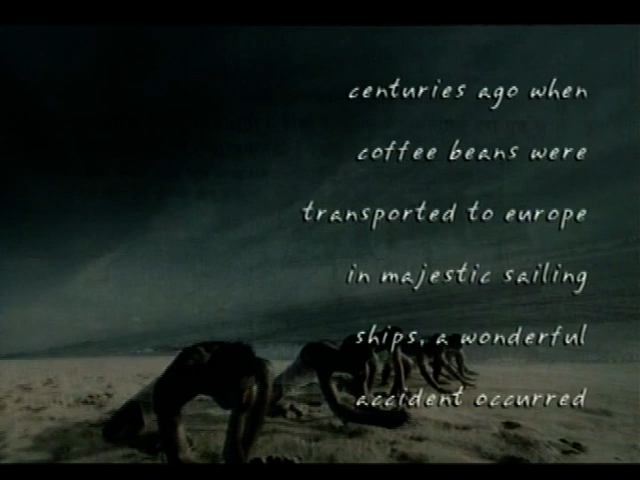 centuries ago when
coffee beans were
transported to europe
in majestic sailing
ships, a wonderful
accident occurred